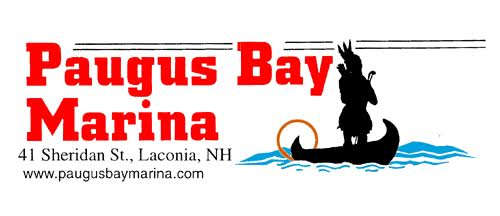 Paugus Bay
Marina
41 Sheridan St., Laconia, NH
www.paugusbaymarina.com